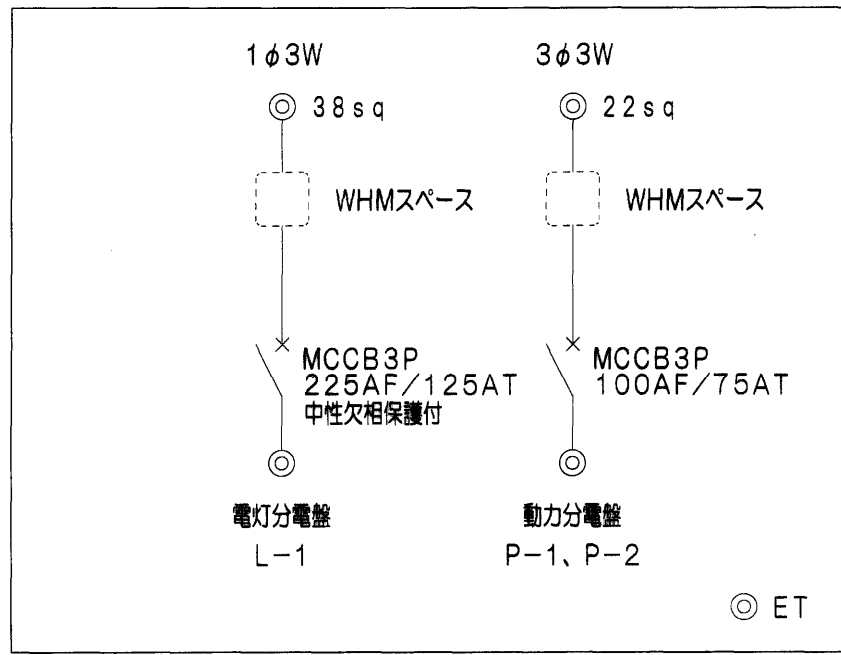 1φ3W
38sq
WHMスペース
MCCB3P
225AF/125AT
中性欠相保護付
電灯分電盤
L-1
3φ3W
22sq
WHMスペース
MCCB3P
100AF/75AT
動力分電盤
P-1、P-2
ET